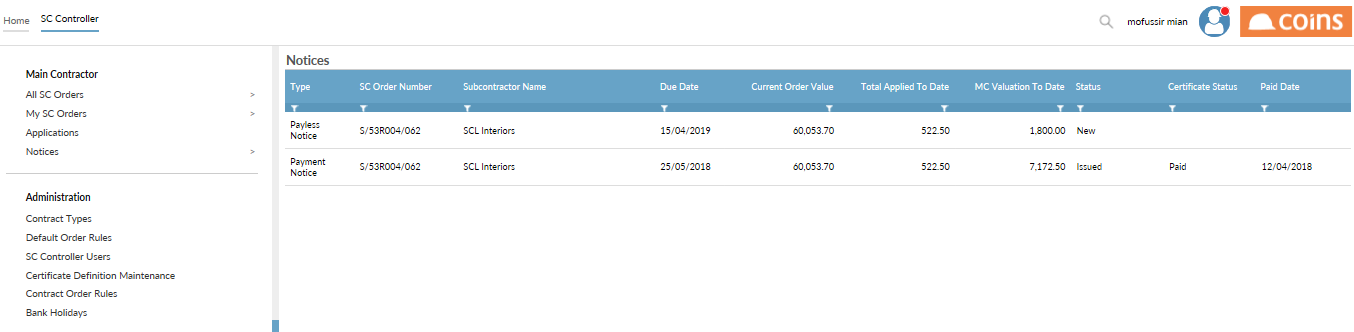 Home SC Controller mofussir mian coins
Main Contractor
All SC Orders >
My SC Orders >
Applications
Notices >
Administration
Contract Types
Default Order Rules
SC Controller Users
Certificate Definition Maintenance
Contract Order Rules
Bank Holidays
Notices
Type SC Order Number Subcontractor Name Due Date Current Order Value Total Applied To Date MC Valuation To Date Status Certificate Status Paid Date
Payless
Notice S/53R004/062 SCL Interiors 15/04/2019 60,053.70 522.50 1,800.00 New
Payment
Notice S/53R004/062 SCL Interiors 25/05/2018 60,053.70 522.50 7,172.50 Issued Paid 12/04/2018